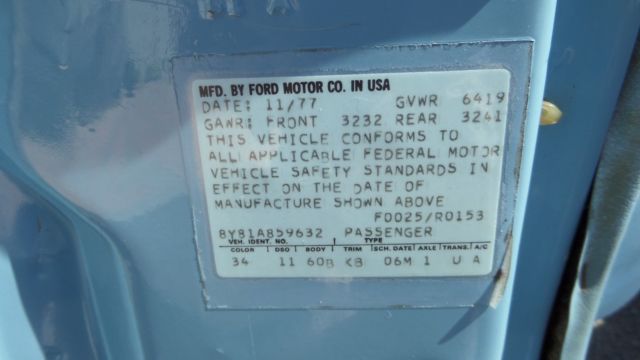 MFD. BY FORD MOTOR CO. IN USA
DATE: 11/77 GVWR 6419
GAWR: FRONT 3232 REAR 3241
THIS VEHICLE CONFORMS TO
ALL APPLICABLE FEDERAL MOTOR
VEHICLE SAFETY STANDARDS IN
EFFECT ON THE DATE OF
MANUFACTURE SHOWN ABOVE
F0025/R0153
8Y81A859632 PASSENGER
VEH. IDENT. NO. TYPE
COLOR DSO BODY TRIM SCH. DATE AXLE TRANS. A/C
34 11 60B KB 06M 1 U A